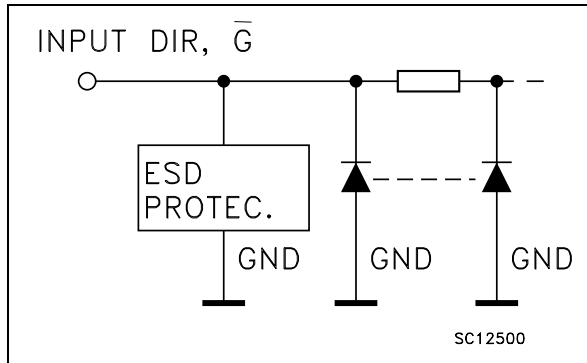 INPUT DIR, G̅
ESD
PROTEC.
GND
GND
GND
SC12500